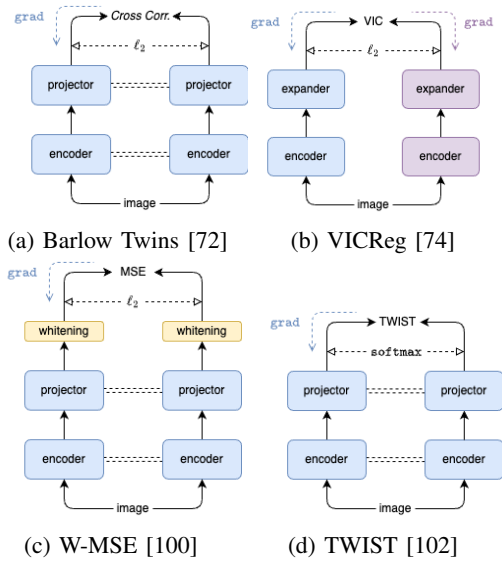 grad
Cross Corr.
ℓ₂
projector
projector
encoder
encoder
image
(a) Barlow Twins [72]
grad
VIC
grad
ℓ₂
expander
expander
encoder
encoder
image
(b) VICReg [74]
grad
MSE
ℓ₂
whitening
whitening
projector
projector
encoder
encoder
image
(c) W-MSE [100]
grad
TWIST
softmax
projector
projector
encoder
encoder
image
(d) TWIST [102]